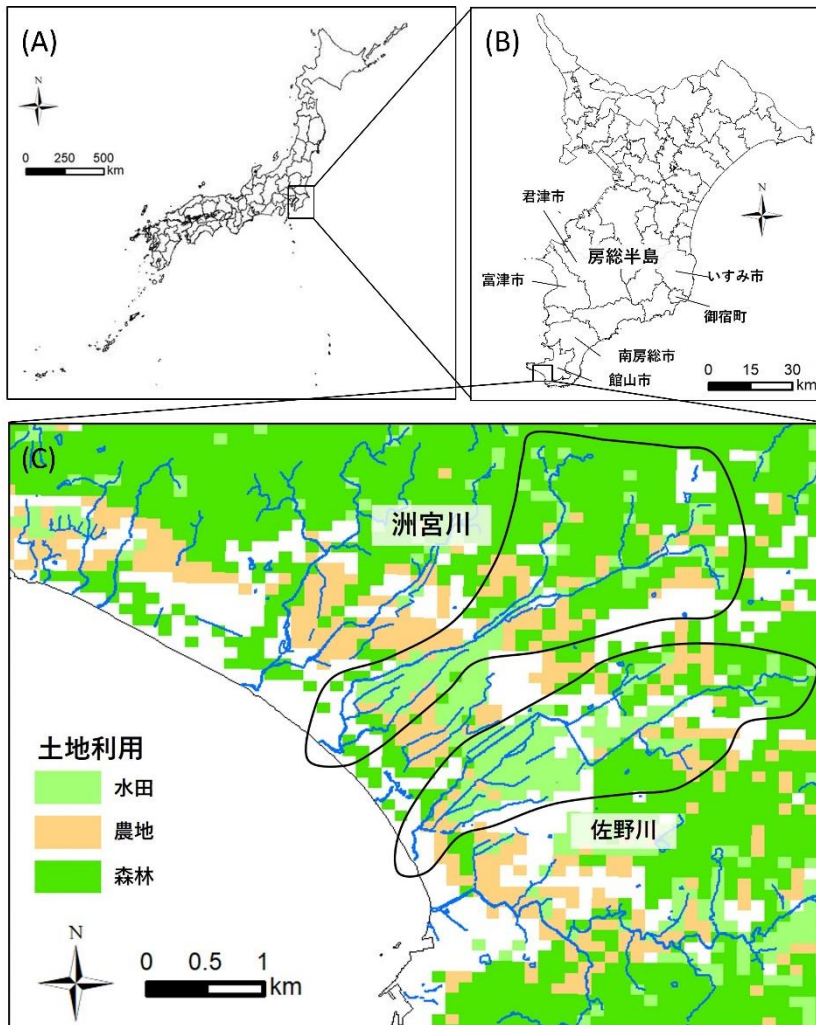 (A)
N
0 250 500
km
(B)
N
君津市
房総半島
富津市
いすみ市
御宿町
南房総市
館山市
0 15 30
km
(C)
洲宮川
土地利用
水田
農地
森林
佐野川
N
0 0.5 1
km